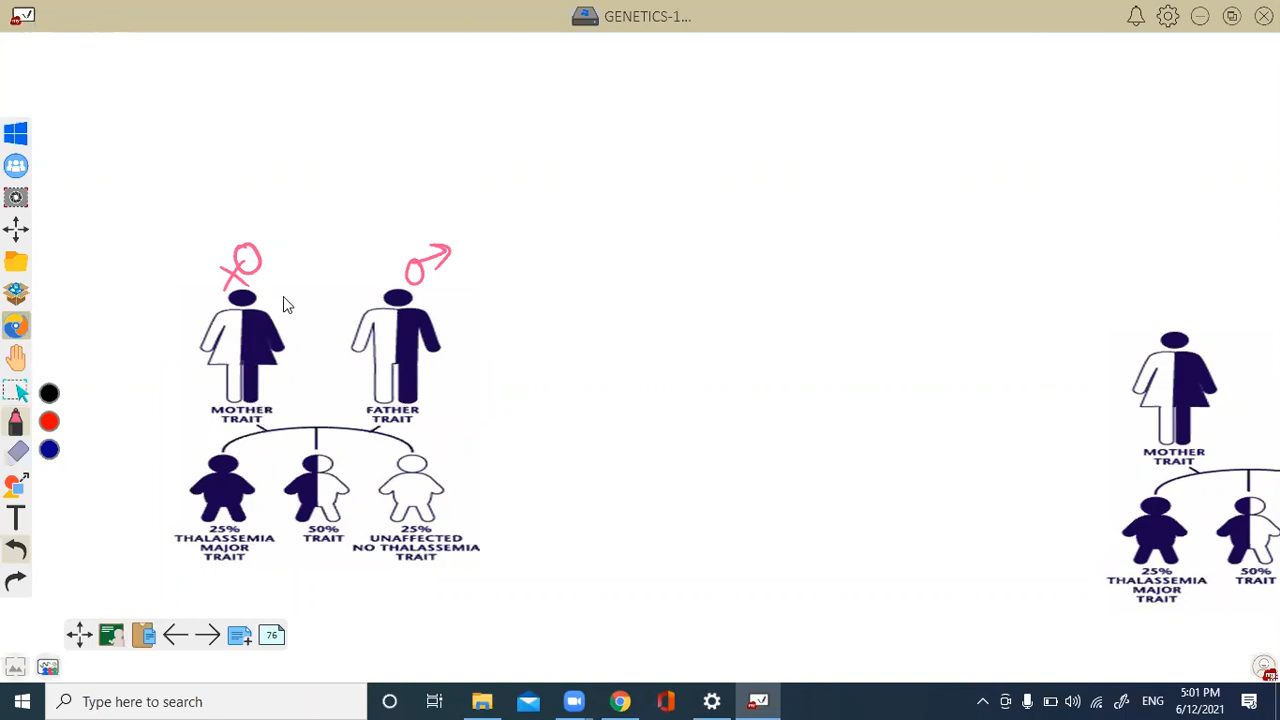 GENETICS-1...
MOTHER
TRAIT
FATHER
TRAIT
25%
THALASSEMIA
MAJOR
TRAIT
50%
TRAIT
25%
UNAFFECTED
NO THALASSEMIA
TRAIT
MOTHER
TRAIT
25%
THALASSEMIA
MAJOR
TRAIT
50%
TRAIT
T
76
Type here to search
ENG
5:01 PM
6/12/2021